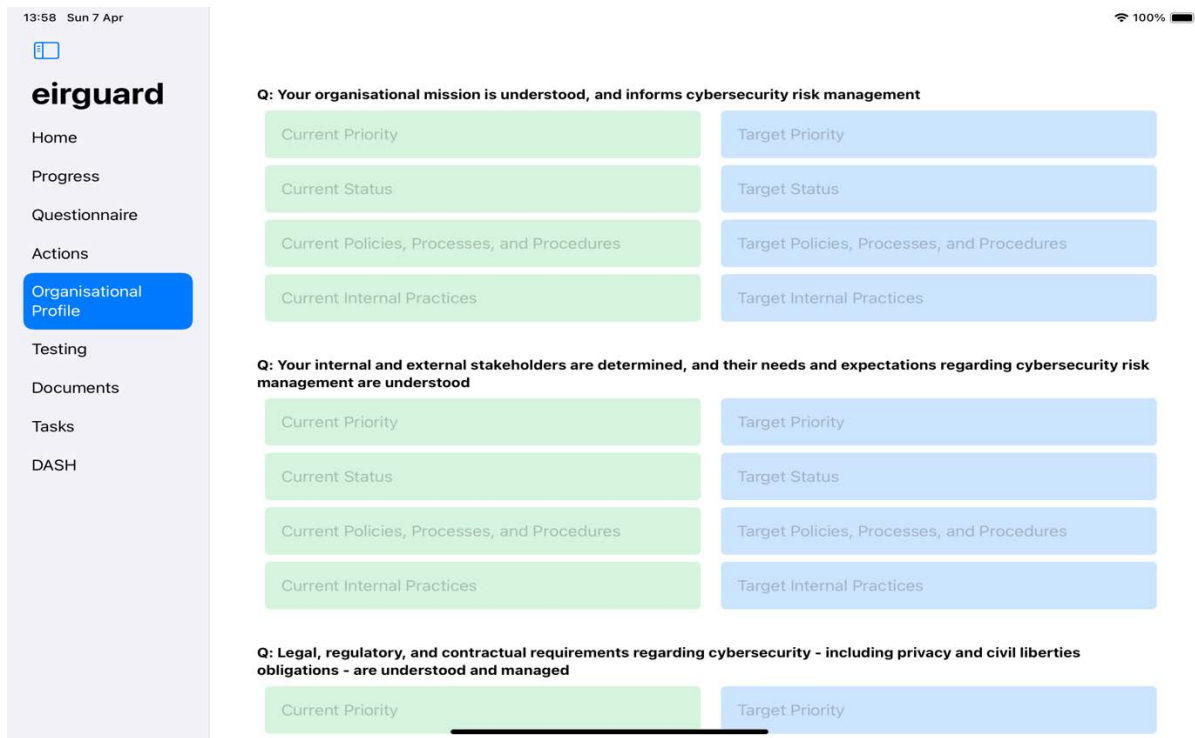 13:58 Sun 7 Apr
100%
eirguard
Home
Progress
Questionnaire
Actions
Organisational
Profile
Testing
Documents
Tasks
DASH
Q: Your organisational mission is understood, and informs cybersecurity risk management
Current Priority
Target Priority
Current Status
Target Status
Current Policies, Processes, and Procedures
Target Policies, Processes, and Procedures
Current Internal Practices
Target Internal Practices
Q: Your internal and external stakeholders are determined, and their needs and expectations regarding cybersecurity risk
management are understood
Current Priority
Target Priority
Current Status
Target Status
Current Policies, Processes, and Procedures
Target Policies, Processes, and Procedures
Current Internal Practices
Target Internal Practices
Q: Legal, regulatory, and contractual requirements regarding cybersecurity - including privacy and civil liberties
obligations - are understood and managed
Current Priority
Target Priority